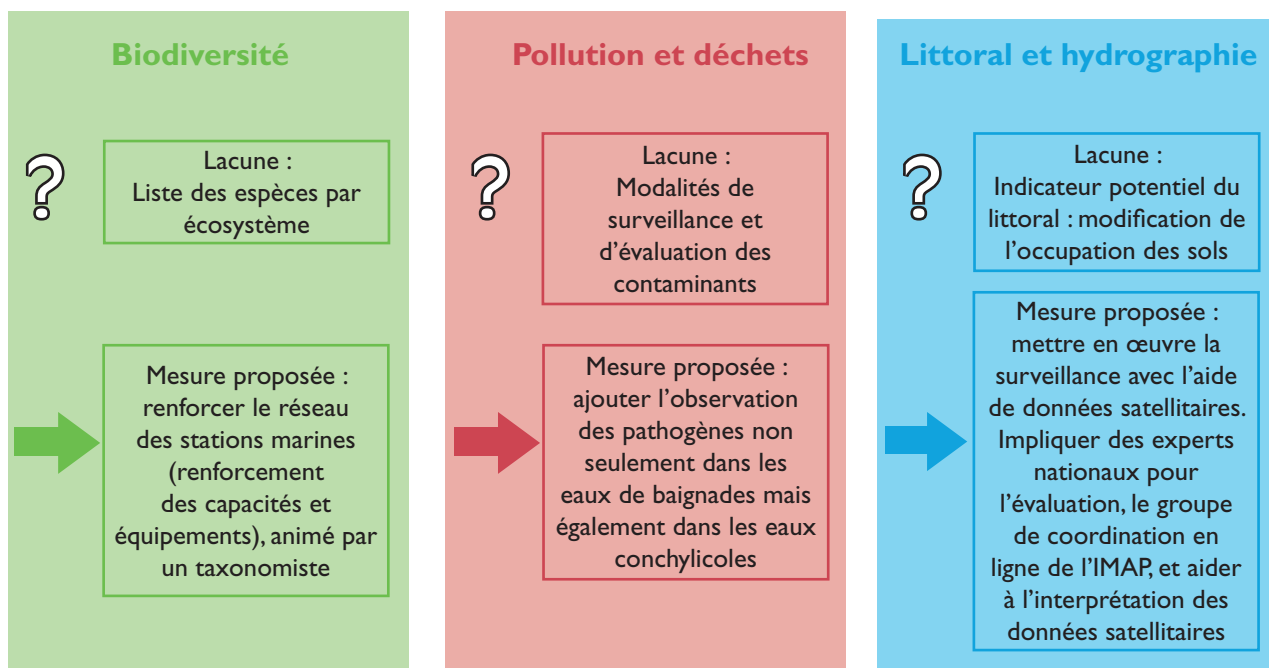 Biodiversité
?
Lacune :
Liste des espèces par
écosystème
Mesure proposée :
renforcer le réseau
des stations marines
(renforcement
des capacités et
équipements), animé par
un taxonomiste
Pollution et déchets
?
Lacune :
Modalités de
surveillance et
d’évaluation des
contaminants
Mesure proposée :
ajouter l’observation
des pathogènes non
seulement dans les
eaux de baignades mais
également dans les eaux
conchylicoles
Littoral et hydrographie
?
Lacune :
Indicateur potentiel du
littoral : modification de
l’occupation des sols
Mesure proposée :
mettre en œuvre la
surveillance avec l’aide
de données satellitaires.
Impliquer des experts
nationaux pour
l’évaluation, le groupe
de coordination en
ligne de l’IMAP, et aider
à l’interprétation des
données satellitaires